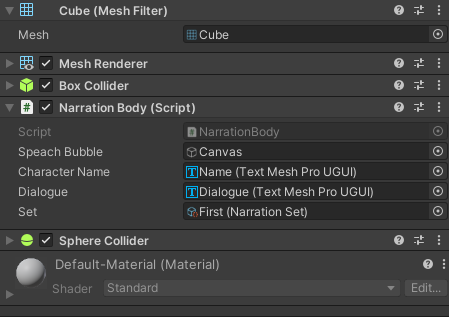 Cube (Mesh Filter)
Mesh Cube
Mesh Renderer
Box Collider
# Narration Body (Script)
Script # NarrationBody
Speach Bubble Canvas
Character Name T Name (Text Mesh Pro UGUI)
Dialogue T Dialogue (Text Mesh Pro UGUI)
Set First (Narration Set)
Sphere Collider
Default-Material (Material)
Shader Standard Edit...